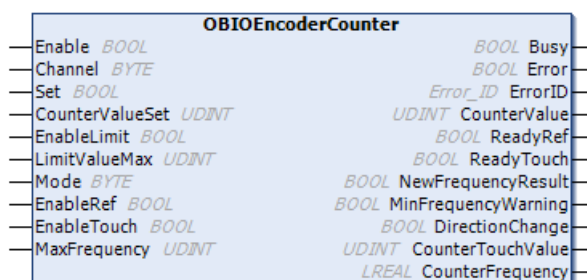 OBIOEncoderCounter
Enable BOOL BOOL Busy
Channel BYTE BOOL Error
Set BOOL Error_ID ErrorID
CounterValueSet UDINT UDINT CounterValue
EnableLimit BOOL BOOL ReadyRef
LimitValueMax UDINT BOOL ReadyTouch
Mode BYTE BOOL NewFrequencyResult
EnableRef BOOL BOOL MinFrequencyWarning
EnableTouch BOOL BOOL DirectionChange
MaxFrequency UDINT UDINT CounterTouchValue
LREAL CounterFrequency